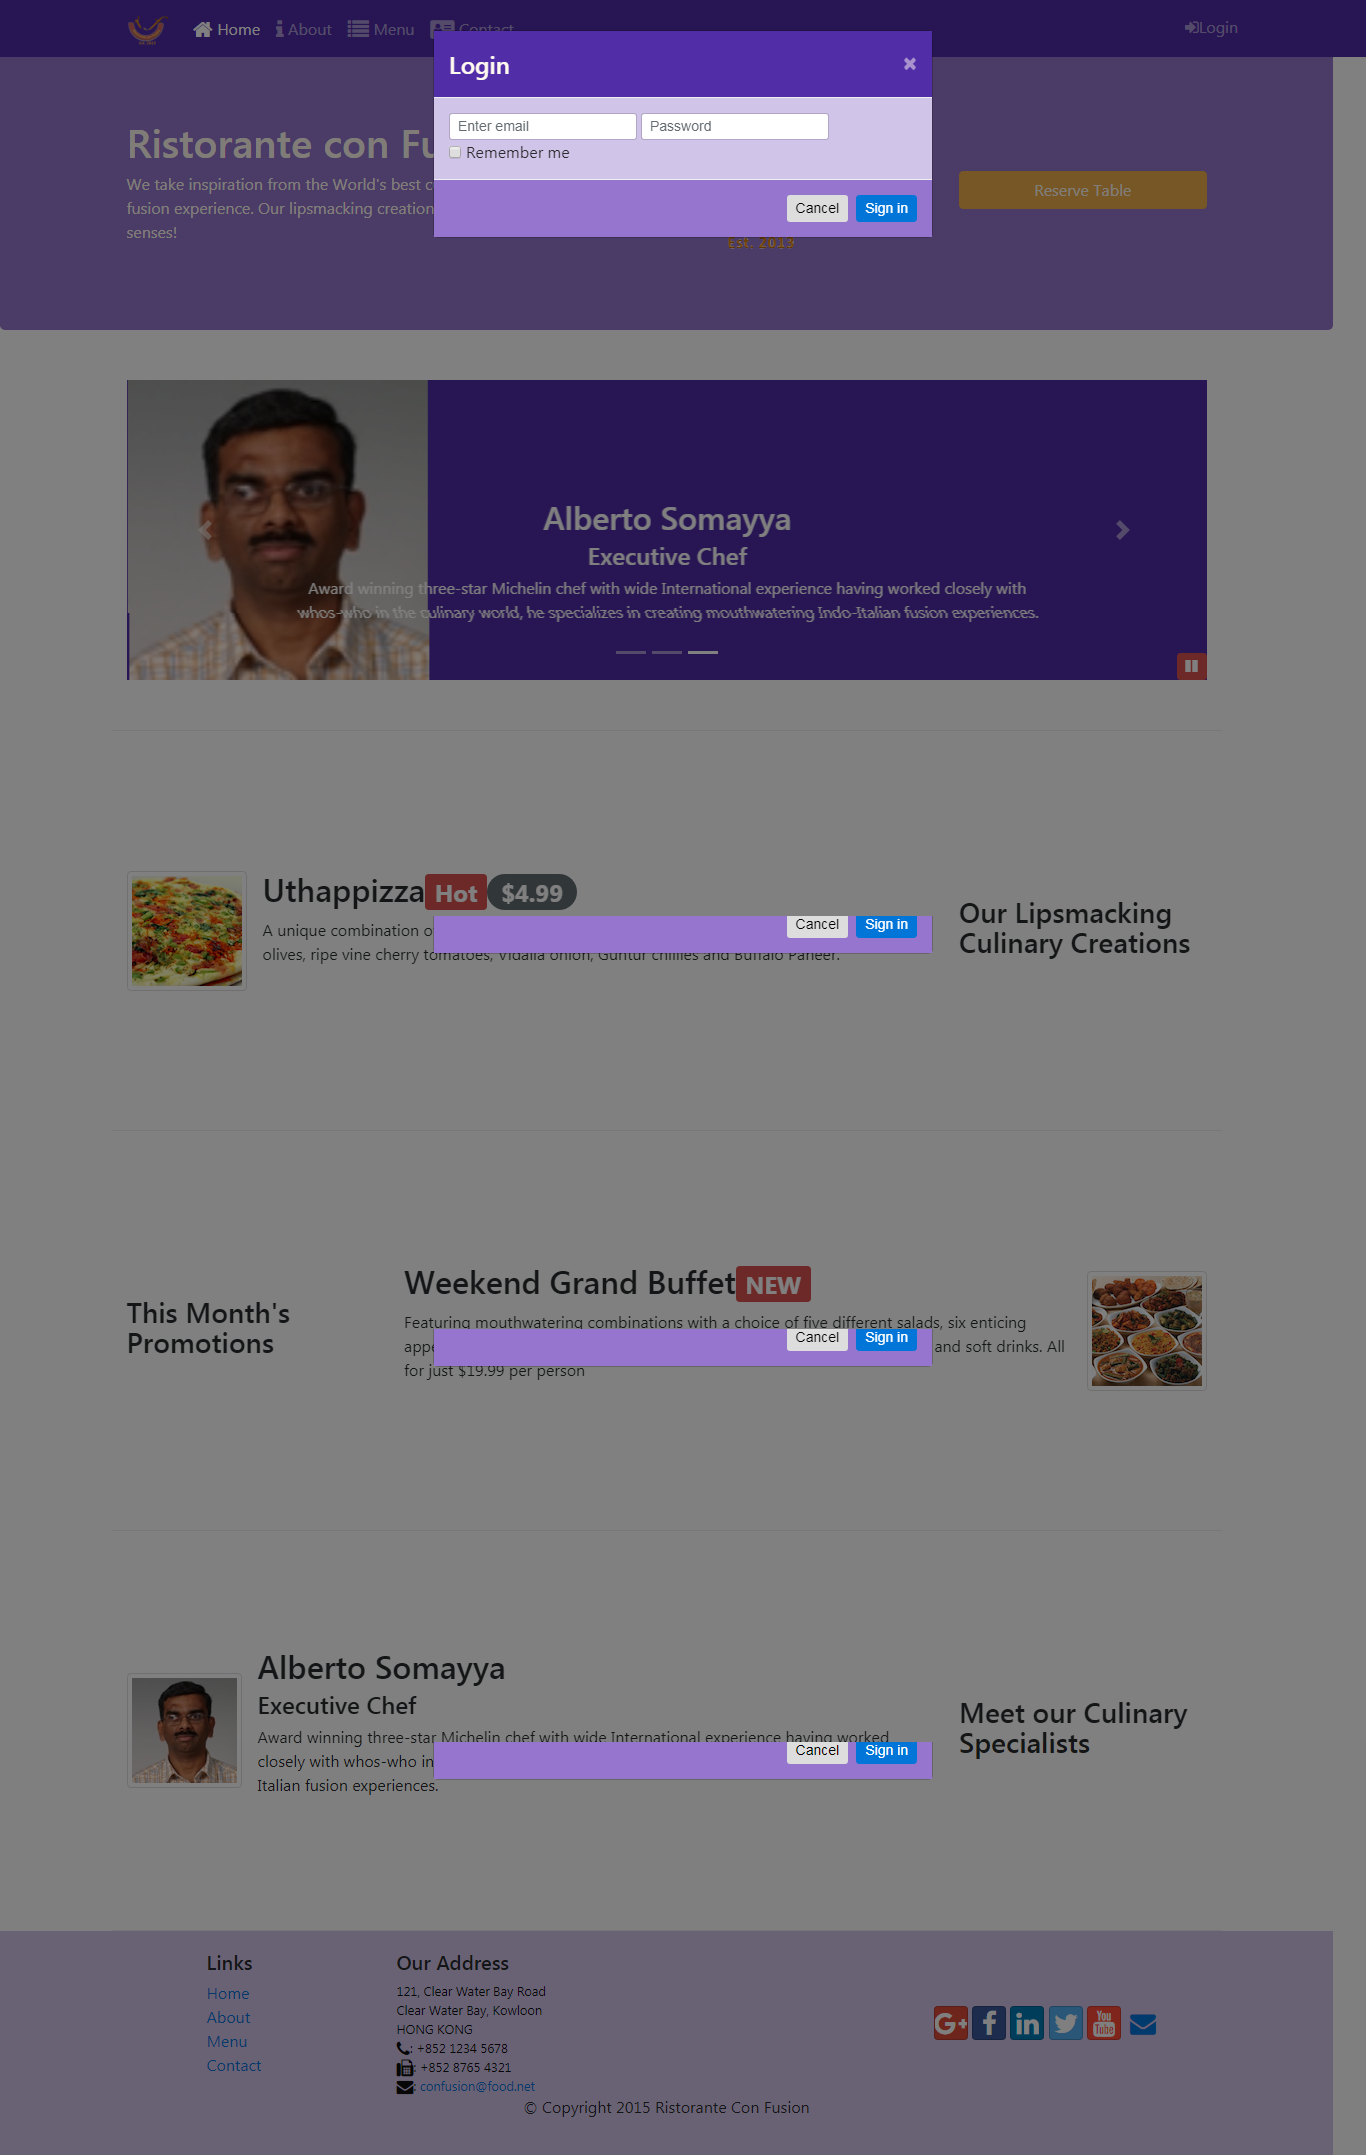 Home About Menu Contact Login
Login ×
Ristorante con Fu
Enter email Password
Remember me
We take inspiration from the World's best c
fusion experience. Our lipsmacking creation
senses!
Reserve Table
Cancel Sign in
Est. 2015
Alberto Somayya
Executive Chef
Award winning three-star Michelin chef with wide International experience having worked closely with
whos-who in the culinary world, he specializes in creating mouthwatering Indo-Italian fusion experiences.
Uthappizza Hot $4.99
A unique combination o
Cancel Sign in
olives, ripe vine cherry tomatoes, Vidalia onion, Guntur chillies and Buffalo Paneer.
Our Lipsmacking
Culinary Creations
This Month's
Promotions
Weekend Grand Buffet NEW
Featuring mouthwatering combinations with a choice of five different salads, six enticing
Cancel Sign in
appe and soft drinks. All
for just $19.99 per person
Alberto Somayya
Executive Chef
Award winning three-star Michelin chef with wide International experience having worked
Cancel Sign in
closely with whos-who in
Italian fusion experiences.
Meet our Culinary
Specialists
Links
Home
About
Menu
Contact
Our Address
121, Clear Water Bay Road
Clear Water Bay, Kowloon
HONG KONG
: +852 1234 5678
: +852 8765 4321
: confusion@food.net
G+ f in You Tube
© Copyright 2015 Ristorante Con Fusion